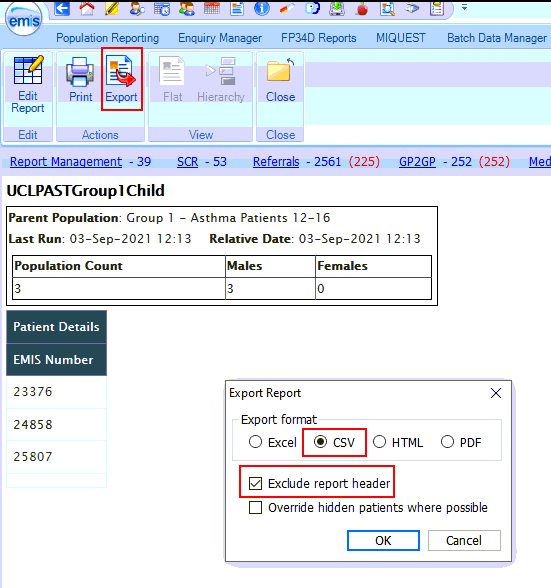 emis
Population Reporting Enquiry Manager FP34D Reports MIQUEST Batch Data Manager
Edit Report Print Export Flat Hierarchy Close
Edit Actions View Close
Report Management - 39 SCR - 53 Referrals - 2561 (225) GP2GP - 252 (252) Med
UCLPASTGroup1Child
Parent Population: Group 1 - Asthma Patients 12-16
Last Run: 03-Sep-2021 12:13 Relative Date: 03-Sep-2021 12:13
Population Count Males Females
3 3 0
Patient Details
EMIS Number
23376
24858
25807
Export Report
Export format
Excel CSV HTML PDF
Exclude report header
Override hidden patients where possible
OK Cancel